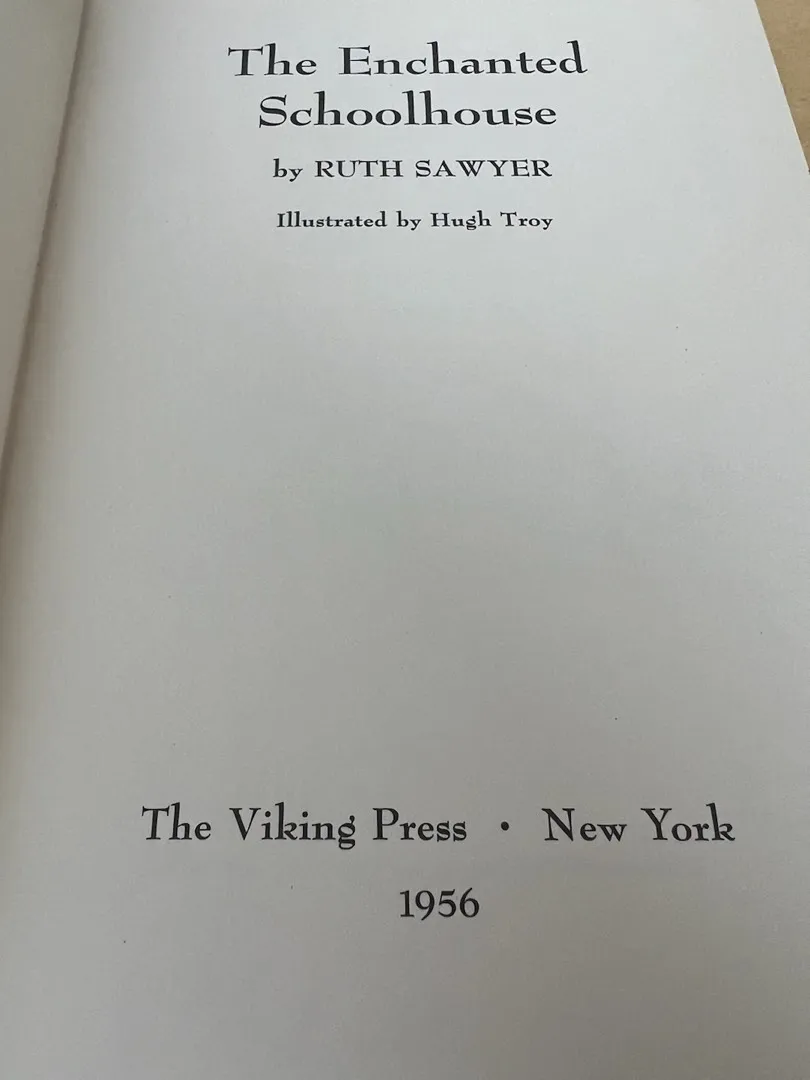 The Enchanted
Schoolhouse
by RUTH SAWYER
Illustrated by Hugh Troy
The Viking Press • New York
1956